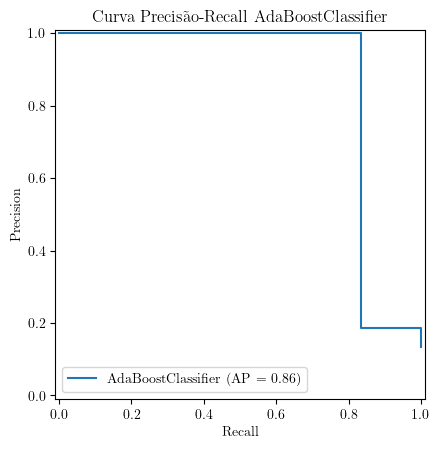 Curva Precisão-Recall AdaBoostClassifier
1.0
0.8
0.6
0.4
0.2
0.0
Precision
AdaBoostClassifier (AP = 0.86)
0.0 0.2 0.4 0.6 0.8 1.0
Recall